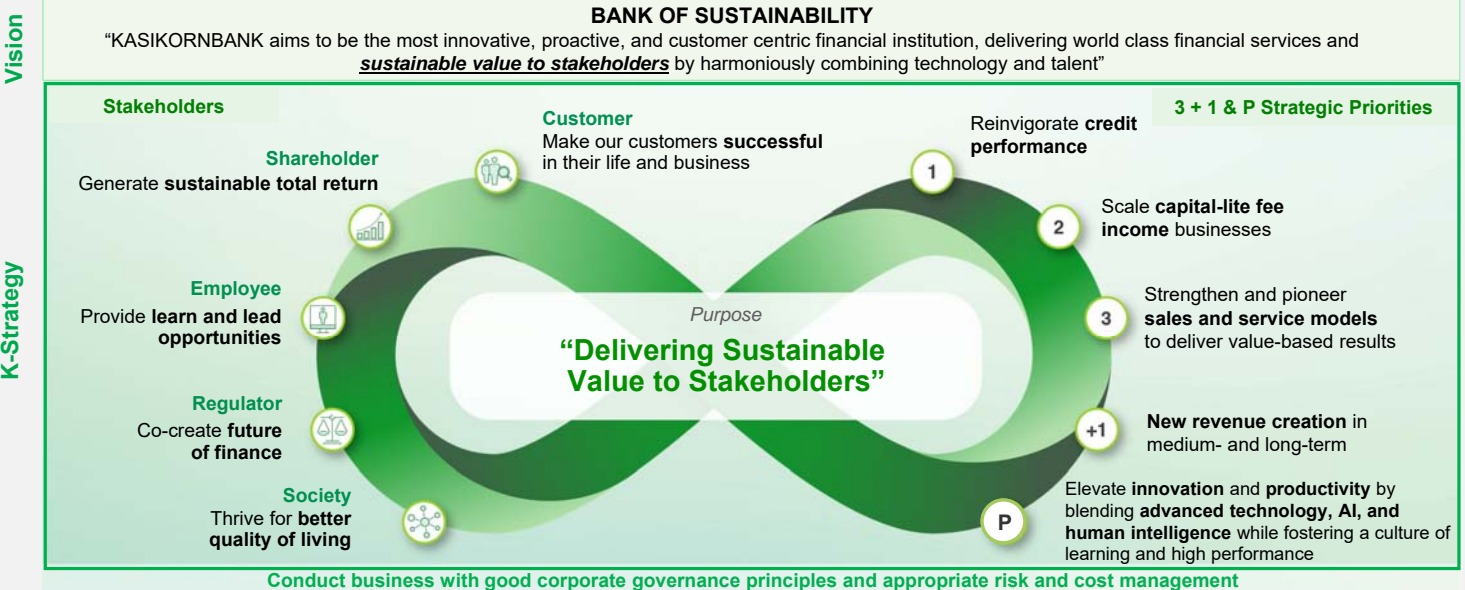 Vision
BANK OF SUSTAINABILITY
“KASIKORNBANK aims to be the most innovative, proactive, and customer centric financial institution, delivering world class financial services and
sustainable value to stakeholders by harmoniously combining technology and talent”
K-Strategy
Stakeholders
Customer
Make our customers successful
in their life and business
Shareholder
Generate sustainable total return
Employee
Provide learn and lead
opportunities
Regulator
Co-create future
of finance
Society
Thrive for better
quality of living
Purpose
“Delivering Sustainable
Value to Stakeholders”
3 + 1 & P Strategic Priorities
1
Reinvigorate credit
performance
2
Scale capital-lite fee
income businesses
3
Strengthen and pioneer
sales and service models
to deliver value-based results
+1
New revenue creation in
medium- and long-term
P
Elevate innovation and productivity by
blending advanced technology, AI, and
human intelligence while fostering a culture of
learning and high performance
Conduct business with good corporate governance principles and appropriate risk and cost management